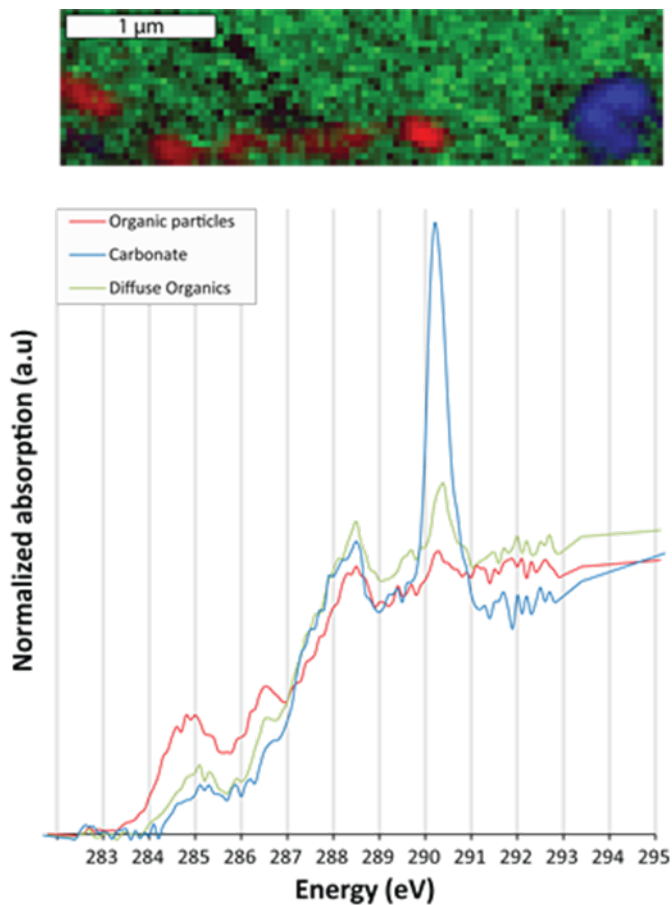 1 µm
Organic particles
Carbonate
Diffuse Organics
Normalized absorption (a.u)
283 284 285 286 287 288 289 290 291 292 293 294 295
Energy (eV)